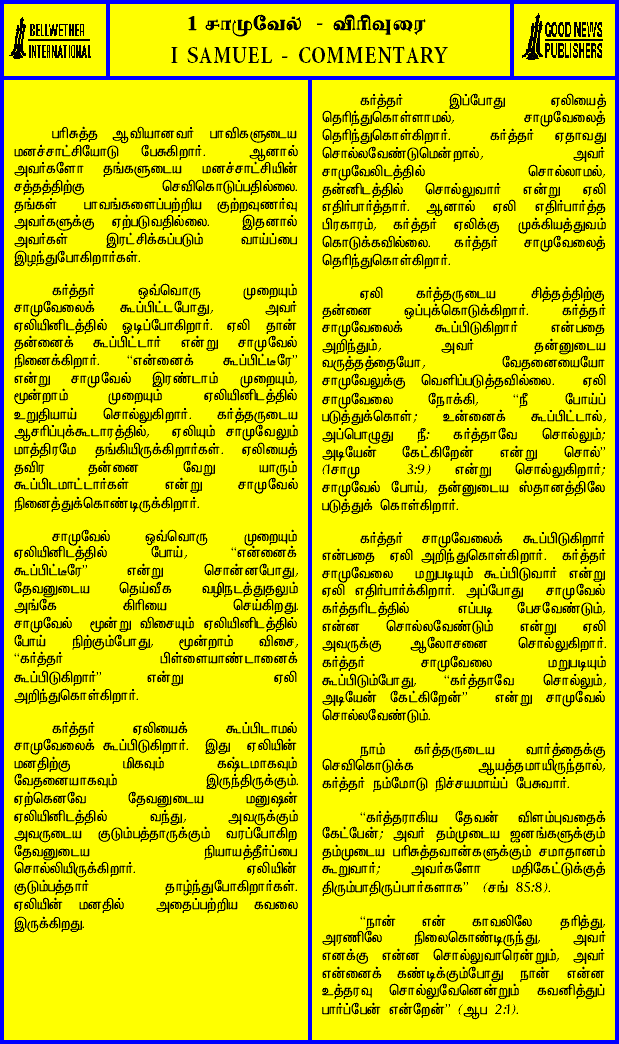 BELLWETHER
INTERNATIONAL
1 சாமுவேல் - விரிவுரை
I SAMUEL - COMMENTARY
GOOD NEWS
PUBLISHERS
பரிசுத்த ஆவியானவர் பாவிகளுடைய
மனச்சாட்சியோடு பேசுகிறார். ஆனால்
அவர்களோ தங்களுடைய மனச்சாட்சியின்
சத்தத்திற்கு செவிகொடுப்பதில்லை.
தங்கள் பாவங்களைப்பற்றிய குற்றவுணர்வு
அவர்களுக்கு ஏற்படுவதில்லை. இதனால்
அவர்கள் இரட்சிக்கப்படும் வாய்ப்பை
இழந்துபோகிறார்கள்.
கர்த்தர் ஒவ்வொரு முறையும்
சாமுவேலைக் கூப்பிட்டபோது, அவர்
ஏலியினிடத்தில் ஓடிப்போகிறார். ஏலி தான்
தன்னைக் கூப்பிட்டார் என்று சாமுவேல்
நினைக்கிறார். “என்னைக் கூப்பிட்டீரே”
என்று சாமுவேல் இரண்டாம் முறையும்,
மூன்றாம் முறையும் ஏலியினிடத்தில்
உறுதியாய் சொல்லுகிறார். கர்த்தருடைய
ஆசரிப்புக்கூடாரத்தில், ஏலியும் சாமுவேலும்
மாத்திரமே தங்கியிருக்கிறார்கள். ஏலியைத்
தவிர தன்னை வேறு யாரும்
கூப்பிடமாட்டார்கள் என்று சாமுவேல்
நினைத்துக்கொண்டிருக்கிறார்.
சாமுவேல் ஒவ்வொரு முறையும்
ஏலியினிடத்தில் போய், “என்னைக்
கூப்பிட்டீரே” என்று சொன்னபோது,
தேவனுடைய தெய்வீக வழிநடத்துதலும்
அங்கே கிரியை செய்கிறது.
சாமுவேல் மூன்று விசையும் ஏலியினிடத்தில்
போய் நிற்கும்போது, மூன்றாம் விசை,
“கர்த்தர் பிள்ளையாண்டானைக்
கூப்பிடுகிறார்” என்று ஏலி
அறிந்துகொள்கிறார்.
கர்த்தர் ஏலியைக் கூப்பிடாமல்
சாமுவேலைக் கூப்பிடுகிறார். இது ஏலியின்
மனதிற்கு மிகவும் கஷ்டமாகவும்
வேதனையாகவும் இருந்திருக்கும்.
ஏற்கெனவே தேவனுடைய மனுஷன்
ஏலியினிடத்தில் வந்து, அவருக்கும்
அவருடைய குடும்பத்தாருக்கும் வரப்போகிற
தேவனுடைய நியாயத்தீர்ப்பை
சொல்லியிருக்கிறார். ஏலியின்
குடும்பத்தார் தாழ்ந்துபோகிறார்கள்.
ஏலியின் மனதில் அதைப்பற்றிய கவலை
இருக்கிறது.
கர்த்தர் இப்போது ஏலியைத்
தெரிந்துகொள்ளாமல், சாமுவேலைத்
தெரிந்துகொள்கிறார். கர்த்தர் ஏதாவது
சொல்லவேண்டுமென்றால், அவர்
சாமுவேலிடத்தில் சொல்லாமல்,
தன்னிடத்தில் சொல்லுவார் என்று ஏலி
எதிர்பார்த்தார். ஆனால் ஏலி எதிர்பார்த்த
பிரகாரம், கர்த்தர் ஏலிக்கு முக்கியத்துவம்
கொடுக்கவில்லை. கர்த்தர் சாமுவேலைத்
தெரிந்துகொள்கிறார்.
ஏலி கர்த்தருடைய சித்தத்திற்கு
தன்னை ஒப்புக்கொடுக்கிறார். கர்த்தர்
சாமுவேலைக் கூப்பிடுகிறார் என்பதை
அறிந்தும், அவர் தன்னுடைய
வருத்தத்தையோ, வேதனையையோ
சாமுவேலுக்கு வெளிப்படுத்தவில்லை. ஏலி
சாமுவேலை நோக்கி, “நீ போய்ப்
படுத்துக்கொள்; உன்னைக் கூப்பிட்டால்,
அப்பொழுது நீ: கர்த்தாவே சொல்லும்;
அடியேன் கேட்கிறேன் என்று சொல்”
(1சாமு 3:9) என்று சொல்லுகிறார்;
சாமுவேல் போய், தன்னுடைய ஸ்தானத்திலே
படுத்துக் கொள்கிறார்.
கர்த்தர் சாமுவேலைக் கூப்பிடுகிறார்
என்பதை ஏலி அறிந்துகொள்கிறார். கர்த்தர்
சாமுவேலை மறுபடியும் கூப்பிடுவார் என்று
ஏலி எதிர்பார்க்கிறார். அப்போது சாமுவேல்
கர்த்தரிடத்தில் எப்படி பேசவேண்டும்,
என்ன சொல்லவேண்டும் என்று ஏலி
அவருக்கு ஆலோசனை சொல்லுகிறார்.
கர்த்தர் சாமுவேலை மறுபடியும்
கூப்பிடும்போது, “கர்த்தாவே சொல்லும்,
அடியேன் கேட்கிறேன்” என்று சாமுவேல்
சொல்லவேண்டும்.
நாம் கர்த்தருடைய வார்த்தைக்கு
செவிகொடுக்க ஆயத்தமாயிருந்தால்,
கர்த்தர் நம்மோடு நிச்சயமாய்ப் பேசுவார்.
“கர்த்தராகிய தேவன் விளம்புவதைக்
கேட்பேன்; அவர் தம்முடைய ஜனங்களுக்கும்
தம்முடைய பரிசுத்தவான்களுக்கும் சமாதானம்
கூறுவார்; அவர்களோ மதிகேட்டுக்குத்
திரும்பாதிருப்பார்களாக” (சங் 85:8).
“நான் என் காவலிலே தரித்து,
அரணிலே நிலைகொண்டிருந்து, அவர்
எனக்கு என்ன சொல்லுவாரென்றும், அவர்
என்னைக் கண்டிக்கும்போது நான் என்ன
உத்தரவு சொல்லுவேனென்றும் கவனித்துப்
பார்ப்பேன் என்றேன்” (ஆப 2:1).